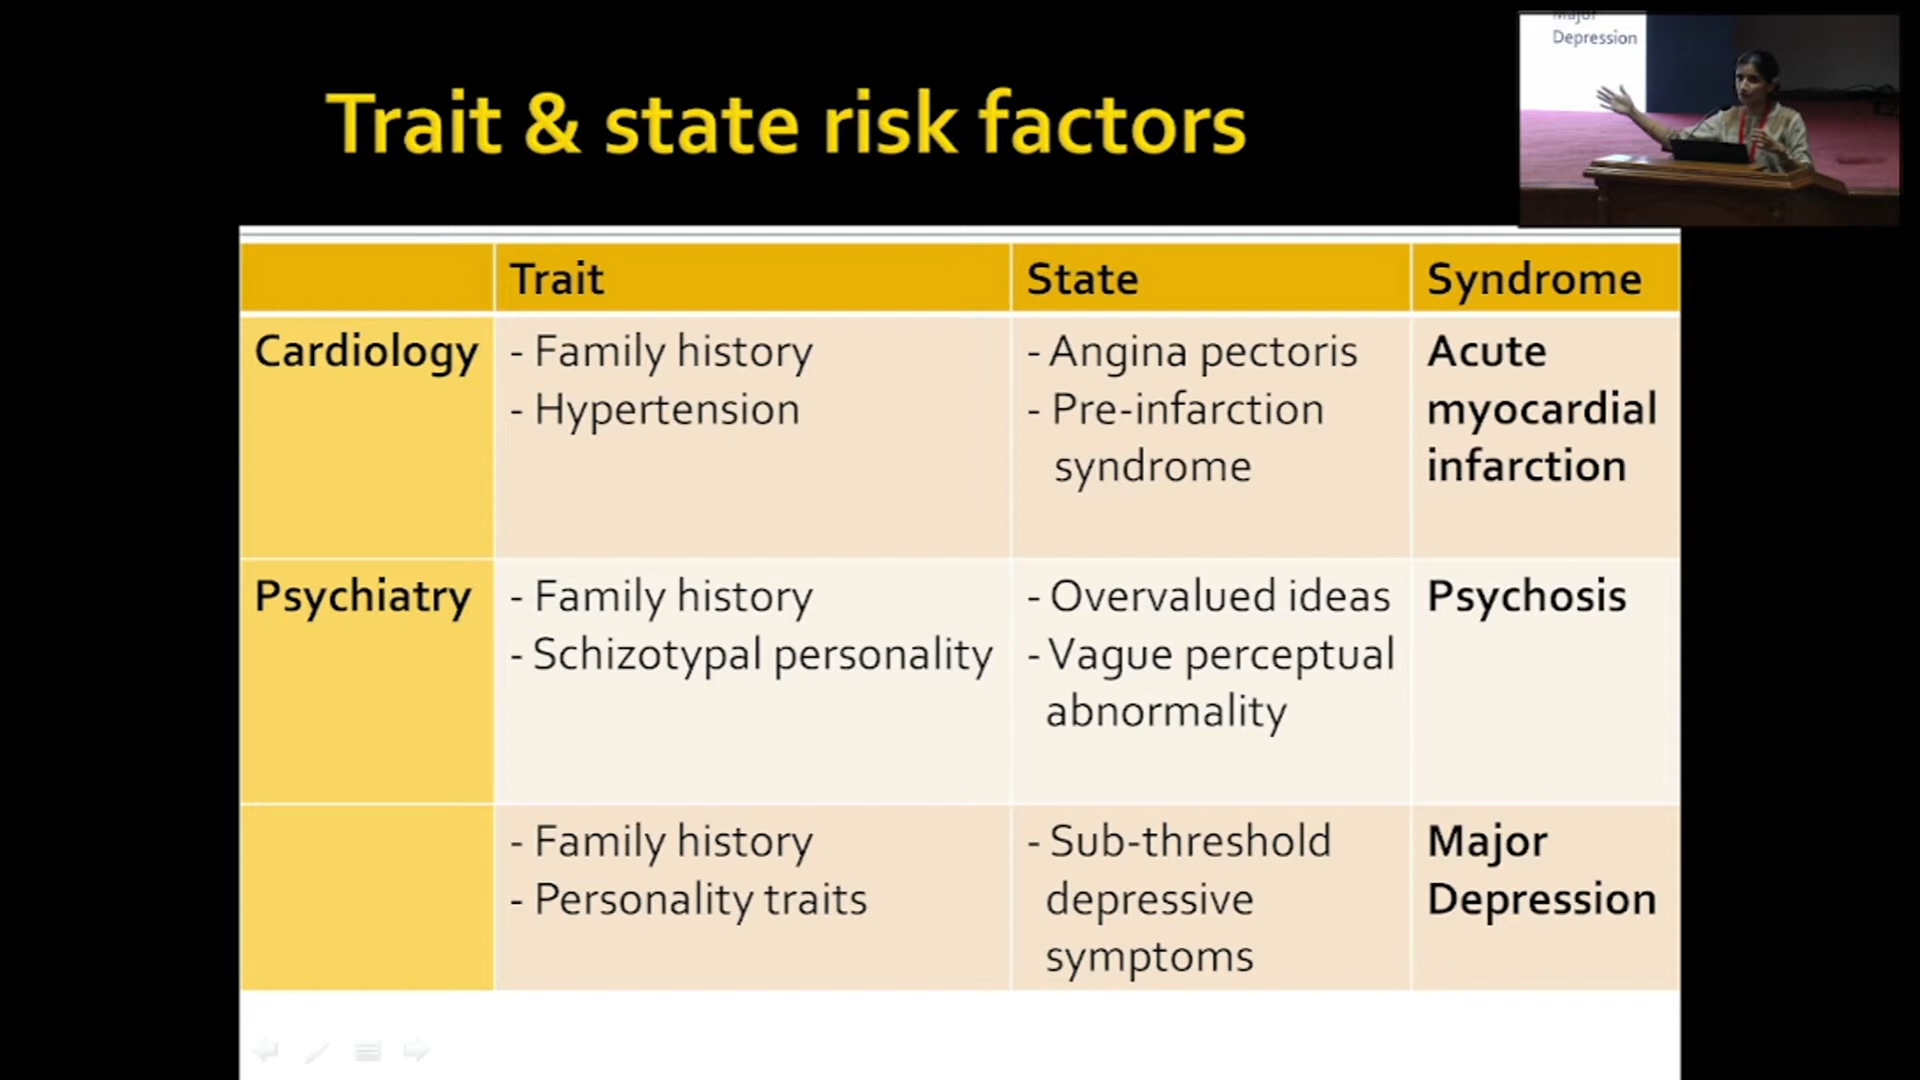 Major
Depression
Trait & state risk factors
Trait State Syndrome
Cardiology - Family history - Angina pectoris Acute
- Hypertension - Pre-infarction myocardial
syndrome infarction
Psychiatry - Family history - Overvalued ideas Psychosis
- Schizotypal personality - Vague perceptual
abnormality
- Family history - Sub-threshold Major
- Personality traits depressive Depression
symptoms